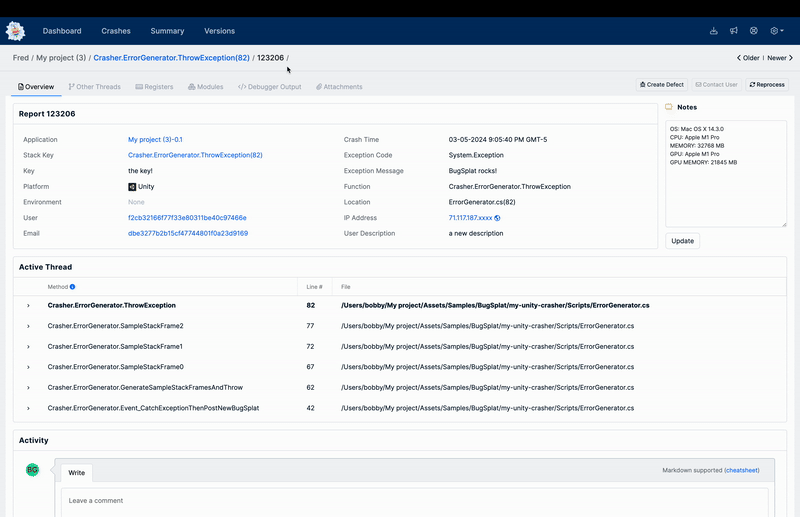 Dashboard Crashes Summary Versions
Fred / My project (3) / Crasher.ErrorGenerator.ThrowException(82) / 123206 /
Older | Newer
Overview Other Threads Registers Modules Debugger Output Attachments
Create Defect Contact User Reprocess
Report 123206
Application My project (3)-0.1 Crash Time 03-05-2024 9:05:40 PM GMT-5
Stack Key Crasher.ErrorGenerator.ThrowException(82) Exception Code System.Exception
Key the key! Exception Message BugSplat rocks!
Platform Unity Function Crasher.ErrorGenerator.ThrowException
Environment None Location ErrorGenerator.cs(82)
User f2cb32166f77f33e80311be40c97466e IP Address 71.117.187.xxxx
Email dbe3277b2b15cf47744801f0a23d9169 User Description a new description
Notes
OS: Mac OS X 14.3.0
CPU: Apple M1 Pro
MEMORY: 32768 MB
GPU: Apple M1 Pro
GPU MEMORY: 21845 MB
Update
Active Thread
Method Line # File
Crasher.ErrorGenerator.ThrowException 82 /Users/bobby/My project/Assets/Samples/BugSplat/my-unity-crasher/Scripts/ErrorGenerator.cs
Crasher.ErrorGenerator.SampleStackFrame2 77 /Users/bobby/My project/Assets/Samples/BugSplat/my-unity-crasher/Scripts/ErrorGenerator.cs
Crasher.ErrorGenerator.SampleStackFrame1 72 /Users/bobby/My project/Assets/Samples/BugSplat/my-unity-crasher/Scripts/ErrorGenerator.cs
Crasher.ErrorGenerator.SampleStackFrame0 67 /Users/bobby/My project/Assets/Samples/BugSplat/my-unity-crasher/Scripts/ErrorGenerator.cs
Crasher.ErrorGenerator.GenerateSampleStackFramesAndThrow 62 /Users/bobby/My project/Assets/Samples/BugSplat/my-unity-crasher/Scripts/ErrorGenerator.cs
Crasher.ErrorGenerator.Event_CatchExceptionThenPostNewBugSplat 42 /Users/bobby/My project/Assets/Samples/BugSplat/my-unity-crasher/Scripts/ErrorGenerator.cs
Activity
BG
Write
Markdown supported (cheatsheet)
Leave a comment